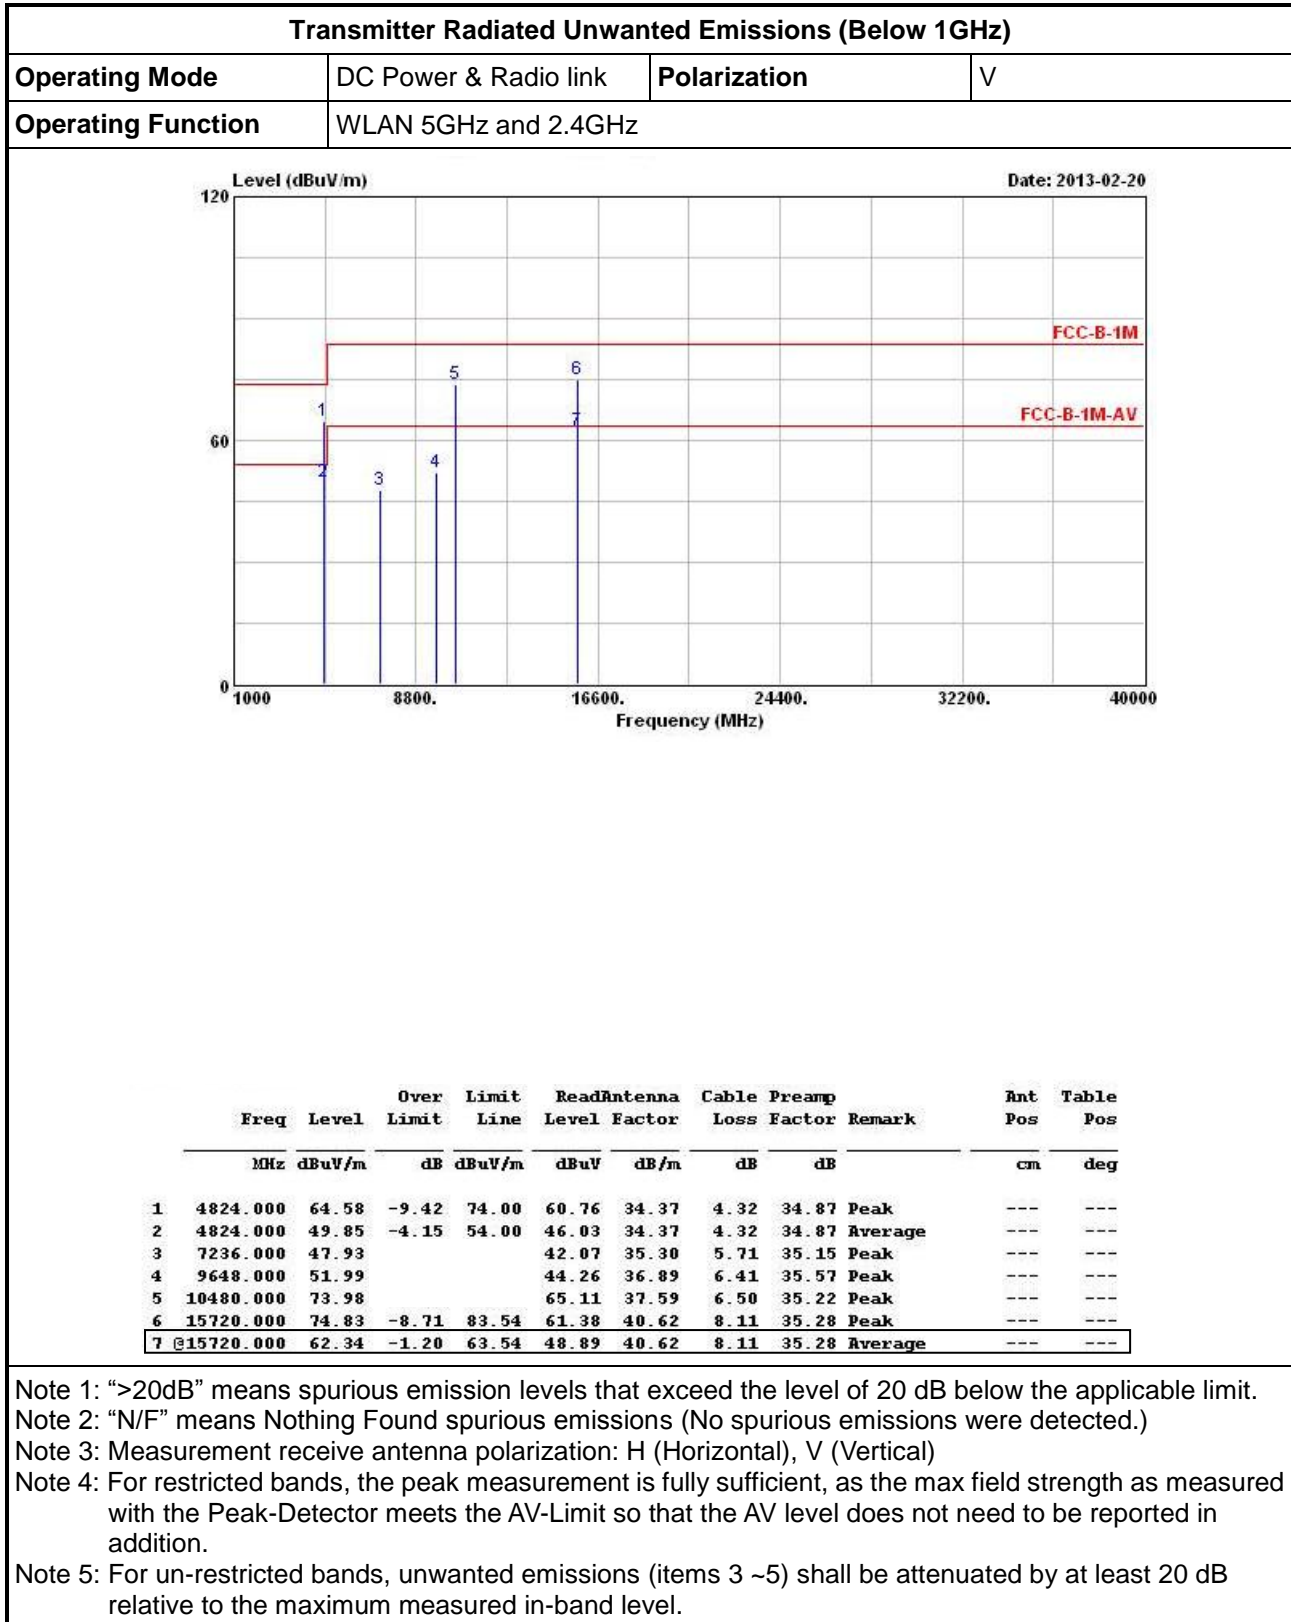 Transmitter Radiated Unwanted Emissions (Below 1GHz)
Operating Mode DC Power & Radio link Polarization V
Operating Function WLAN 5GHz and 2.4GHz
Level (dBuV/m) Date: 2013-02-20
120
FCC-B-1M
5 6
1 7 FCC-B-1M-AV
60
2 3 4
0
1000 8800. 16600. 24400. 32200. 40000
Frequency (MHz)
Over Limit ReadAntenna Cable Preamp Ant Table
Freq Level Limit Line Level Factor Loss Factor Remark Pos Pos
MHz dBuV/m dB dBuV/m dBuV dB/m dB dB cm deg
1 4824.000 64.58 -9.42 74.00 60.76 34.37 4.32 34.87 Peak --- ---
2 4824.000 49.85 -4.15 54.00 46.03 34.37 4.32 34.87 Average --- ---
3 7236.000 47.93 42.07 35.30 5.71 35.15 Peak --- ---
4 9648.000 51.99 44.26 36.89 6.41 35.57 Peak --- ---
5 10480.000 73.98 65.11 37.59 6.50 35.22 Peak --- ---
6 15720.000 74.83 -8.71 83.54 61.38 40.62 8.11 35.28 Peak --- ---
7 @15720.000 62.34 -1.20 63.54 48.89 40.62 8.11 35.28 Average --- ---
Note 1: “>20dB” means spurious emission levels that exceed the level of 20 dB below the applicable limit.
Note 2: “N/F” means Nothing Found spurious emissions (No spurious emissions were detected.)
Note 3: Measurement receive antenna polarization: H (Horizontal), V (Vertical)
Note 4: For restricted bands, the peak measurement is fully sufficient, as the max field strength as measured
with the Peak-Detector meets the AV-Limit so that the AV level does not need to be reported in
addition.
Note 5: For un-restricted bands, unwanted emissions (items 3 ~5) shall be attenuated by at least 20 dB
relative to the maximum measured in-band level.